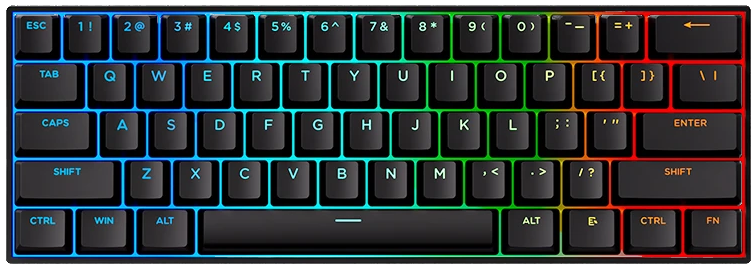 ESC 1 ! 2 @ 3 # 4 $ 5 % 6 ^ 7 & 8 * 9 ( 0 ) - _ = + ←
TAB Q W E R T Y U I O P [ { ] } \ |
CAPS A S D F G H J K L ; : ' " ENTER
SHIFT Z X C V B N M , < . > / ? SHIFT
CTRL WIN ALT ALT CTRL FN